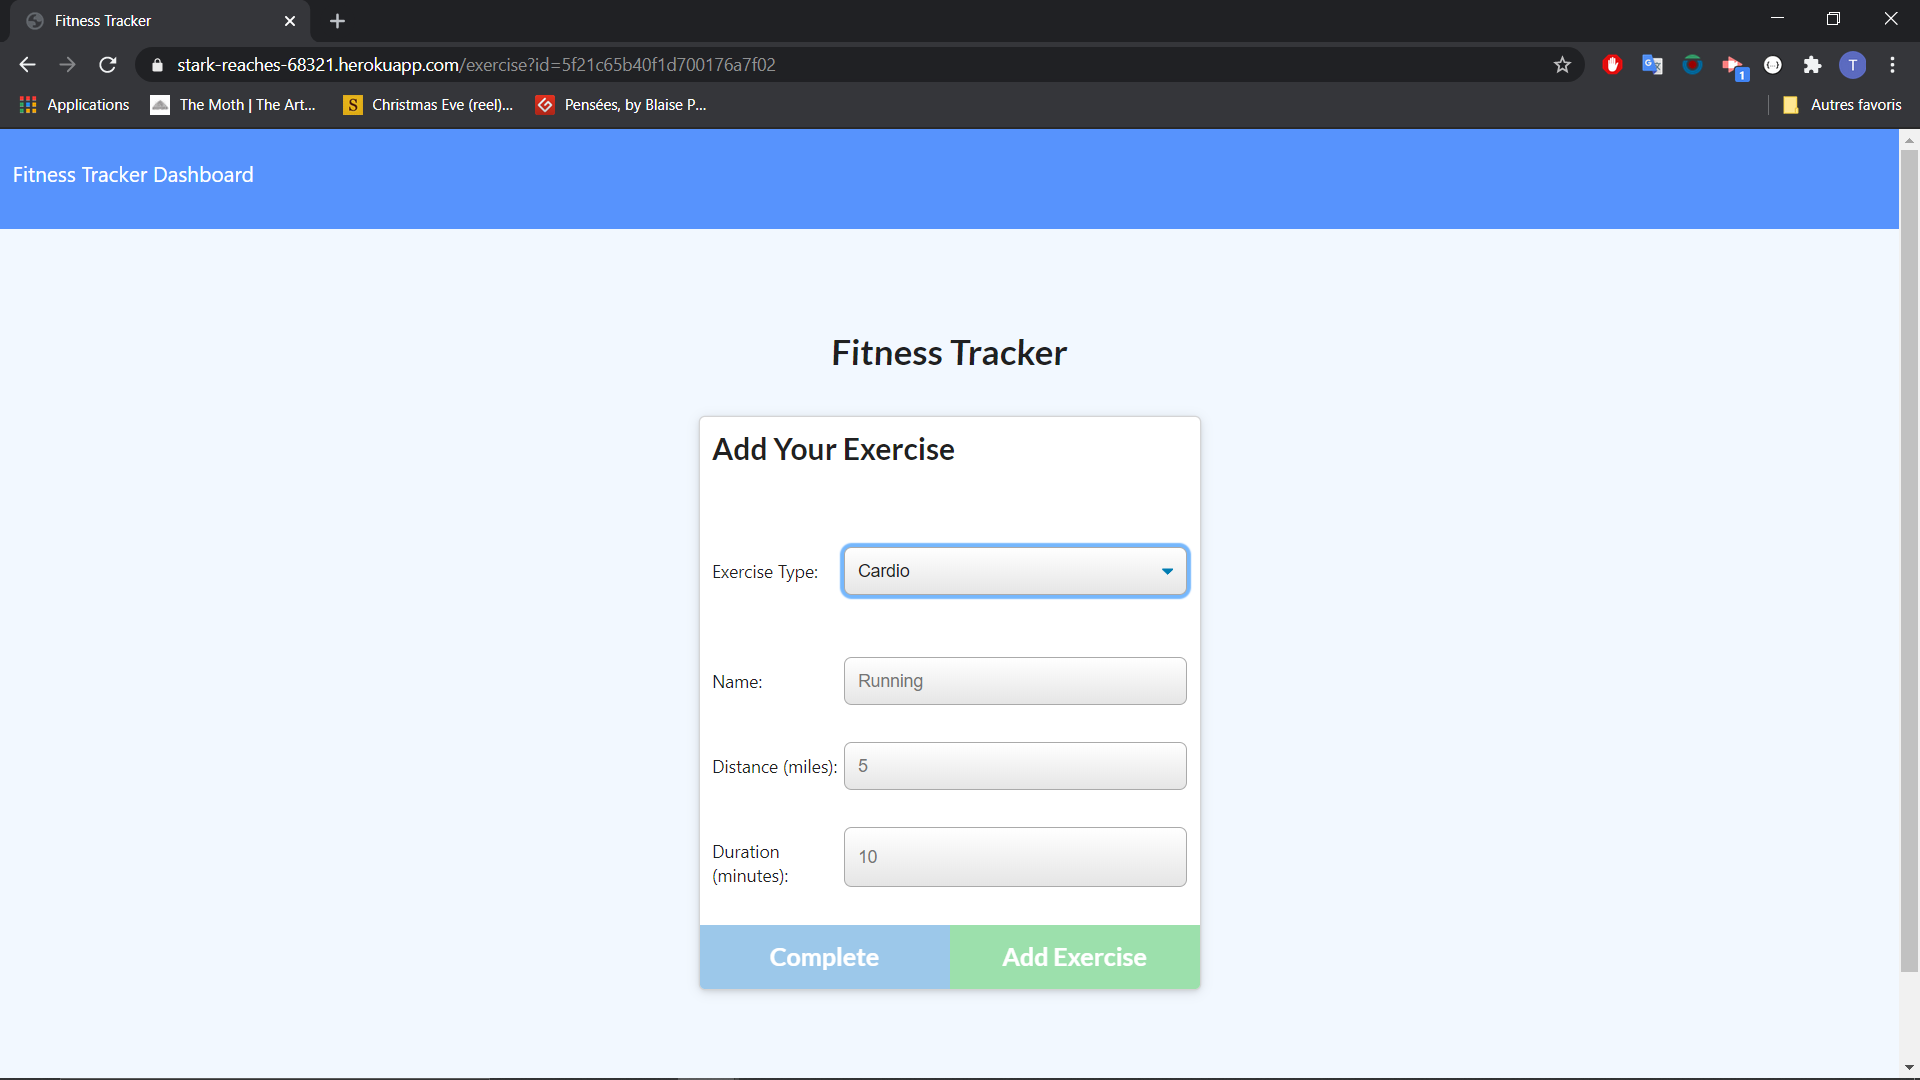 Fitness Tracker
stark-reaches-68321.herokuapp.com/exercise?id=5f21c65b40f1d700176a7f02
T
1
Applications
The Moth | The Art...
S
Christmas Eve (reel)...
Pensées, by Blaise P...
Autres favoris
Fitness Tracker Dashboard
Fitness Tracker
Add Your Exercise
Exercise Type:
Cardio
Name:
Running
Distance (miles):
5
Duration
(minutes):
10
Complete
Add Exercise